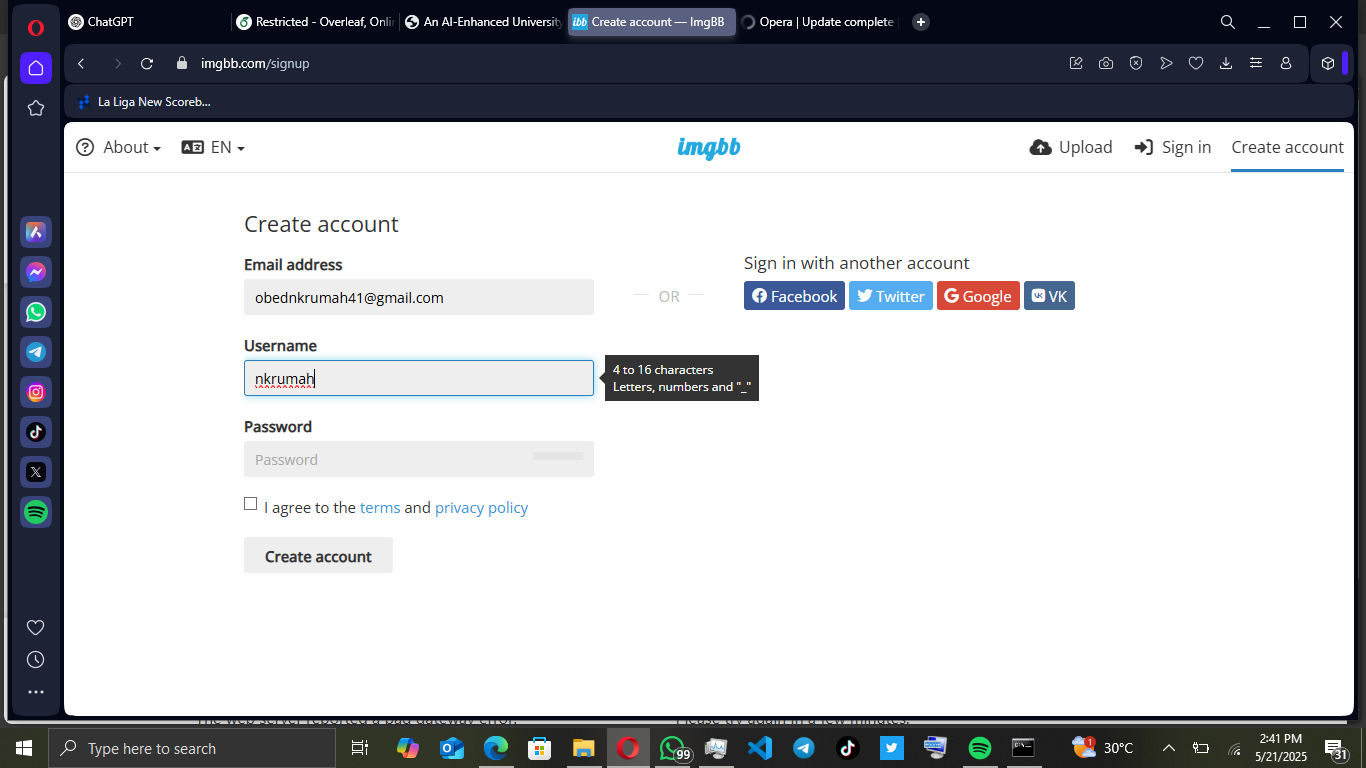 ChatGPT
Restricted - Overleaf, Onli
An AI-Enhanced University
ibb Create account — ImgBB
Opera | Update complete
imgbb.com/signup
La Liga New Scoreb...
About
EN
imgbb
Upload
Sign in
Create account
Create account
Email address
obednkrumah41@gmail.com
Username
nkrumah
4 to 16 characters
Letters, numbers and "_"
Password
Password
I agree to the terms and privacy policy
Create account
OR
Sign in with another account
Facebook
Twitter
Google
VK
The web server reported a bad gateway error.
Please try again in a few minutes.
Type here to search
99
1
30°C
2:41 PM
5/21/2025
31